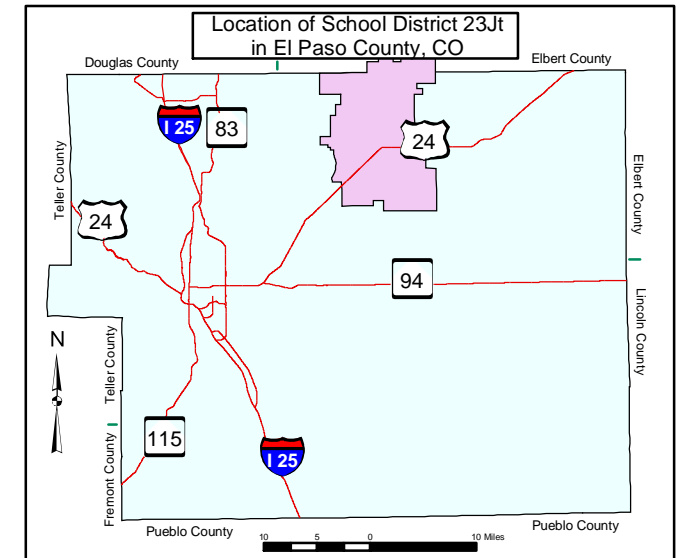 Location of School District 23Jt
in El Paso County, CO
Douglas County
Elbert County
I 25
83
24
Teller County
Elbert County
24
94
Lincoln County
N
Teller County
115
I 25
Fremont County
Pueblo County
Pueblo County
10 5 0 10 Miles